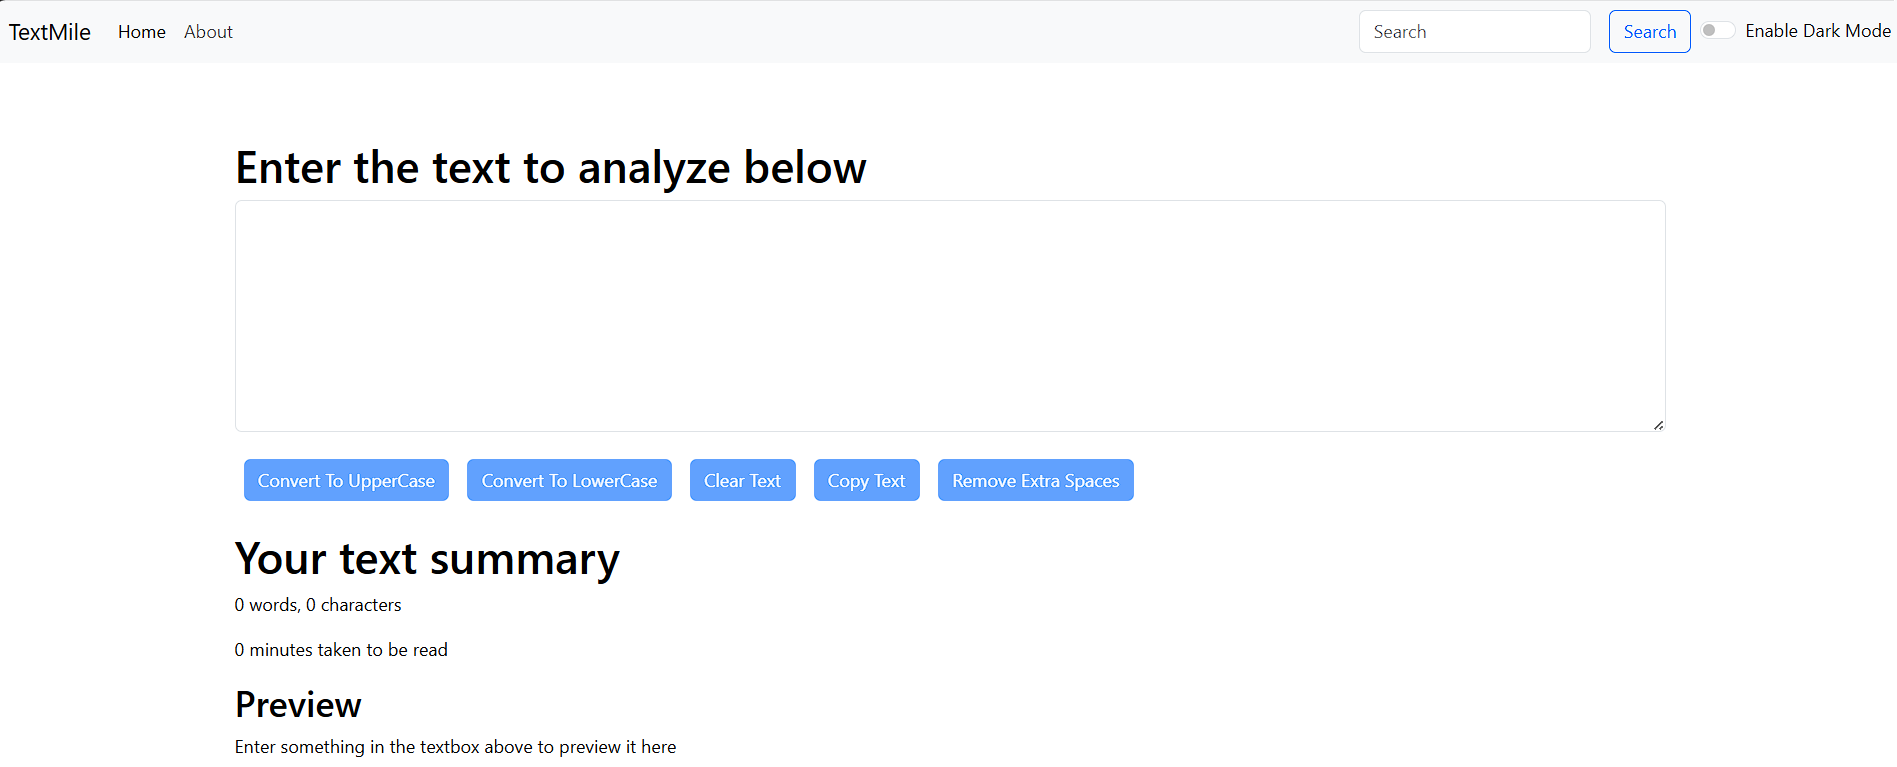 TextMile Home About Search Search Enable Dark Mode
Enter the text to analyze below
Convert To UpperCase Convert To LowerCase Clear Text Copy Text Remove Extra Spaces
Your text summary
0 words, 0 characters
0 minutes taken to be read
Preview
Enter something in the textbox above to preview it here